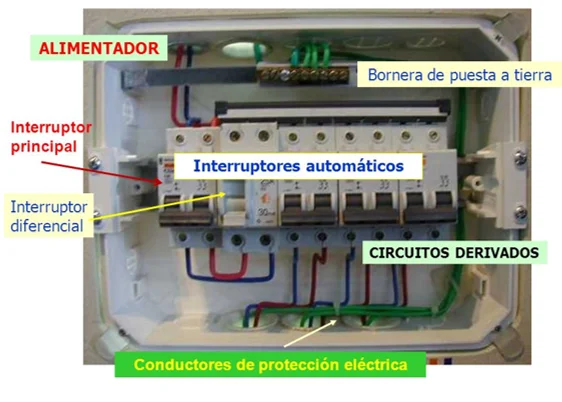 ALIMENTADOR
Bornera de puesta a tierra
Interruptor
principal
Interruptores automáticos
Interruptor
diferencial
CIRCUITOS DERIVADOS
Conductores de protección eléctrica